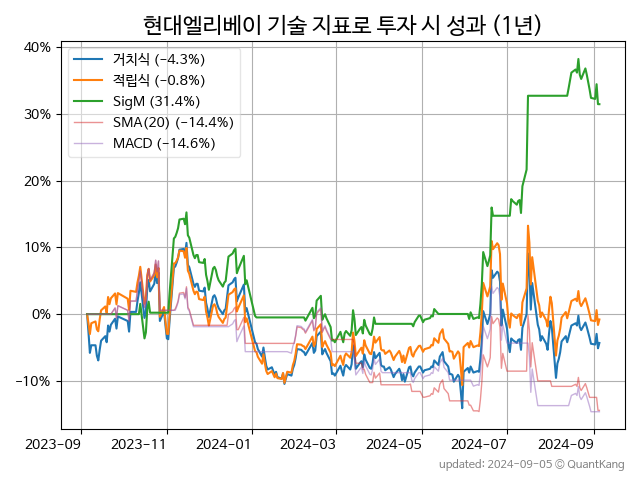 현대엘리베이 기술 지표로 투자 시 성과 (1년)
40%
30%
20%
10%
0%
−10%
거치식 (−4.3%)
적립식 (−0.8%)
SigM (31.4%)
SMA(20) (−14.4%)
MACD (−14.6%)
2023-09
2023-11
2024-01
2024-03
2024-05
2024-07
2024-09
updated: 2024-09-05 © QuantKang